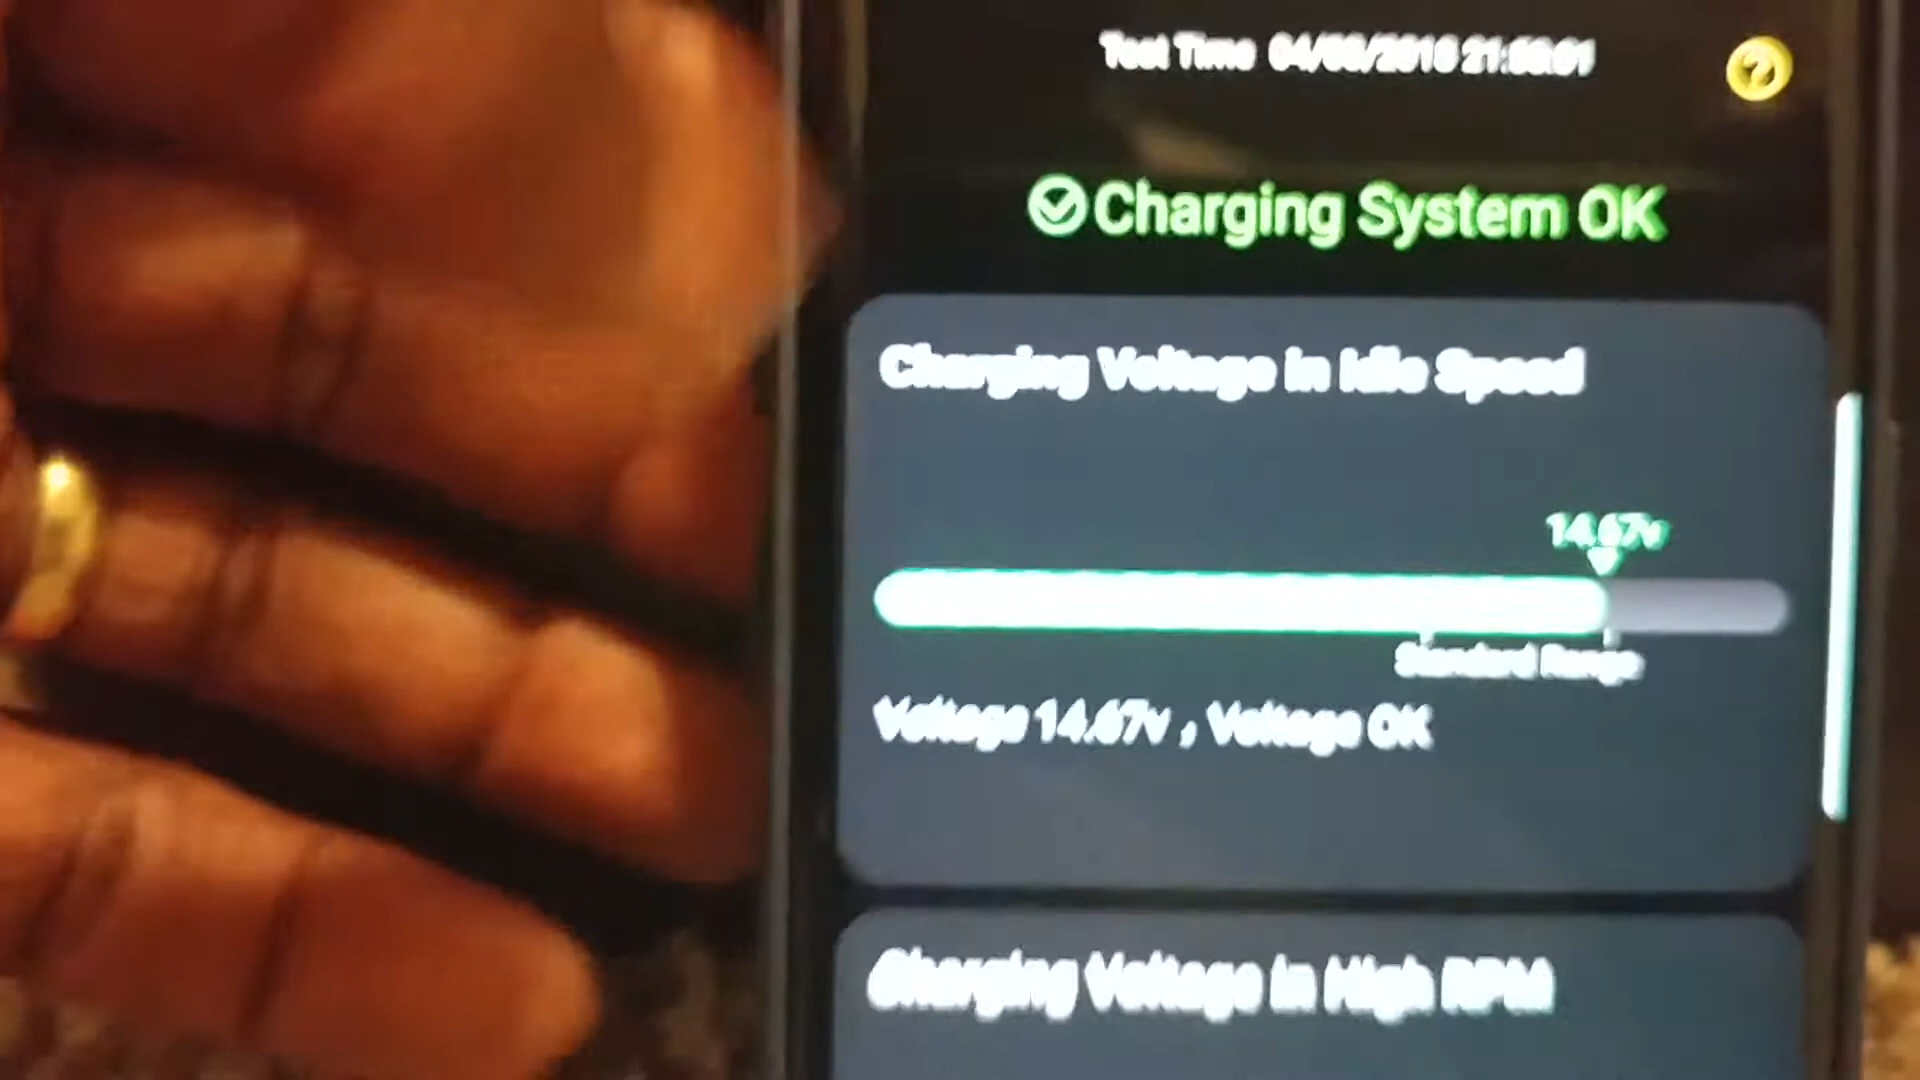 Test Time
Charging System OK
Charging Voltage In Idle Speed
14.67v
Standard Range
Voltage 14.67v , Voltage OK
Charging Voltage In High RPM